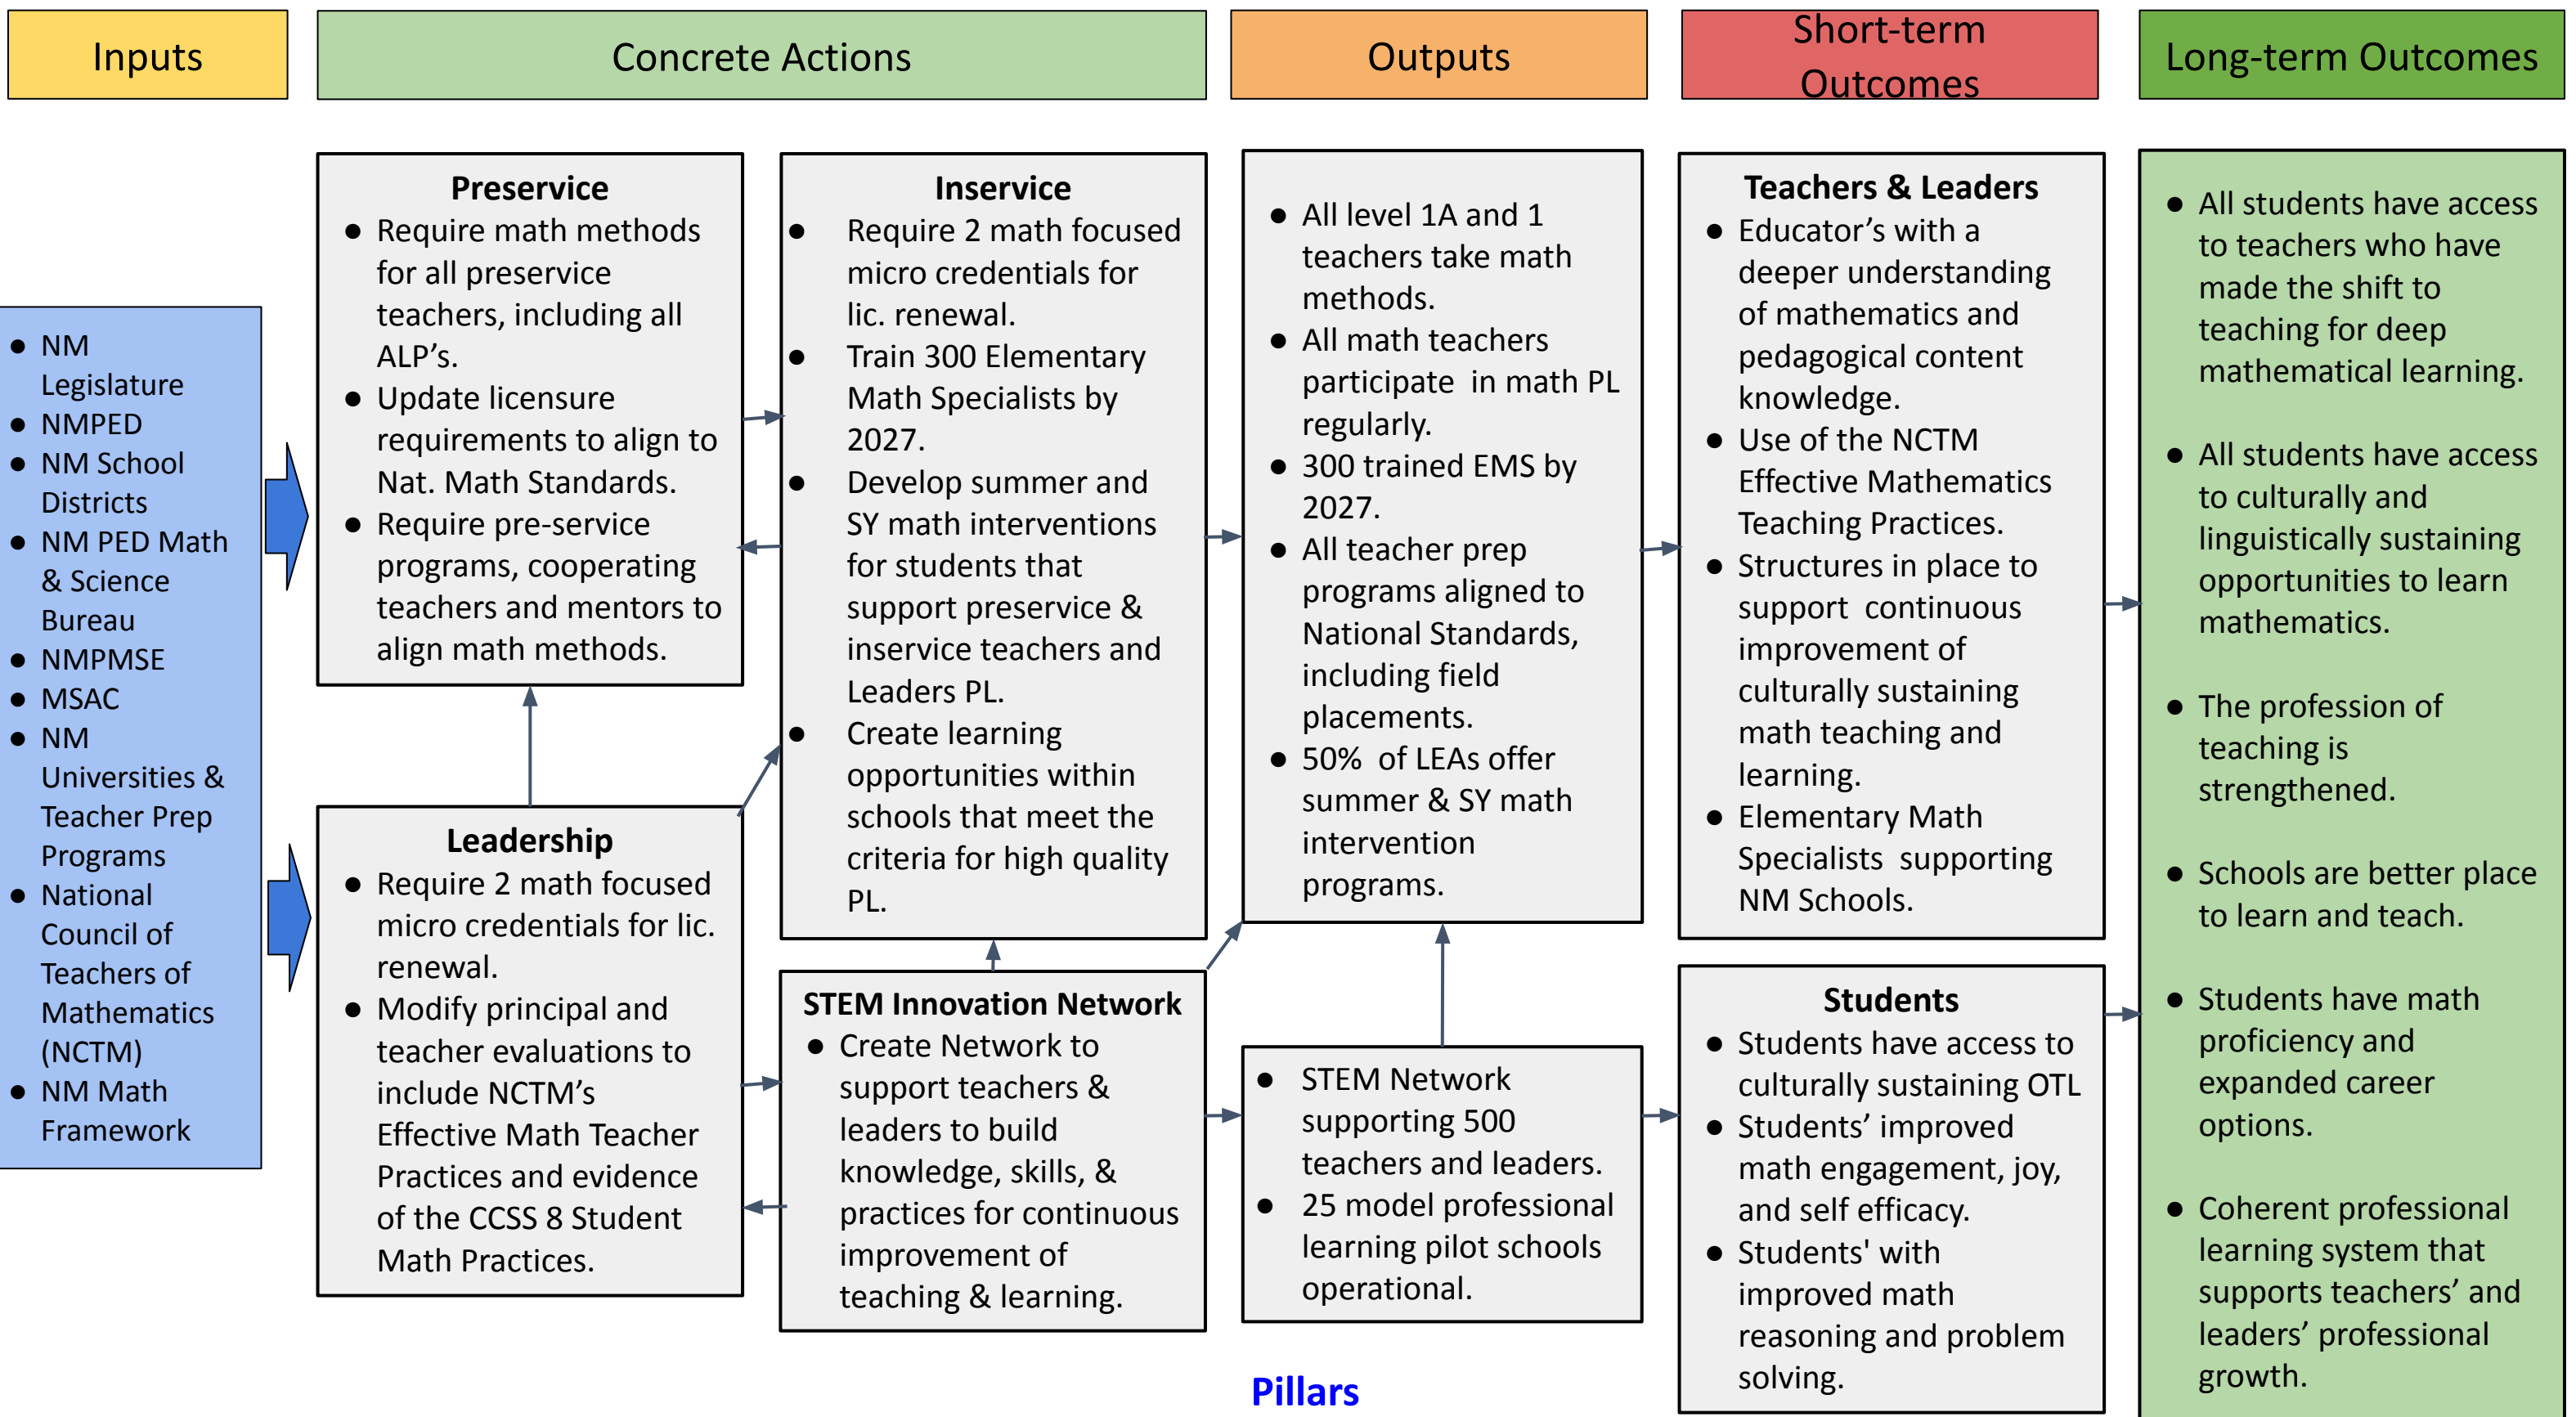 Inputs
Concrete Actions
Outputs
Short-term
Outcomes
Long-term Outcomes
● NM
Legislature
● NMPED
● NM School
Districts
● NM PED Math
& Science
Bureau
● NMPMSE
● MSAC
● NM
Universities &
Teacher Prep
Programs
● National
Council of
Teachers of
Mathematics
(NCTM)
● NM Math
Framework
Preservice
● Require math methods
for all preservice
teachers, including all
ALP’s.
● Update licensure
requirements to align to
Nat. Math Standards.
● Require pre-service
programs, cooperating
teachers and mentors to
align math methods.
Leadership
● Require 2 math focused
micro credentials for lic.
renewal.
● Modify principal and
teacher evaluations to
include NCTM’s
Effective Math Teacher
Practices and evidence
of the CCSS 8 Student
Math Practices.
Inservice
● Require 2 math focused
micro credentials for
lic. renewal.
● Train 300 Elementary
Math Specialists by
2027.
● Develop summer and
SY math interventions
for students that
support preservice &
inservice teachers and
Leaders PL.
● Create learning
opportunities within
schools that meet the
criteria for high quality
PL.
STEM Innovation Network
● Create Network to
support teachers &
leaders to build
knowledge, skills, &
practices for continuous
improvement of
teaching & learning.
● All level 1A and 1
teachers take math
methods.
● All math teachers
participate in math PL
regularly.
● 300 trained EMS by
2027.
● All teacher prep
programs aligned to
National Standards,
including field
placements.
● 50% of LEAs offer
summer & SY math
intervention
programs.
● STEM Network
supporting 500
teachers and leaders.
● 25 model professional
learning pilot schools
operational.
Teachers & Leaders
● Educator’s with a
deeper understanding
of mathematics and
pedagogical content
knowledge.
● Use of the NCTM
Effective Mathematics
Teaching Practices.
● Structures in place to
support continuous
improvement of
culturally sustaining
math teaching and
learning.
● Elementary Math
Specialists supporting
NM Schools.
Students
● Students have access to
culturally sustaining OTL
● Students’ improved
math engagement, joy,
and self efficacy.
● Students' with
improved math
reasoning and problem
solving.
● All students have access
to teachers who have
made the shift to
teaching for deep
mathematical learning.
● All students have access
to culturally and
linguistically sustaining
opportunities to learn
mathematics.
● The profession of
teaching is
strengthened.
● Schools are better place
to learn and teach.
● Students have math
proficiency and
expanded career
options.
● Coherent professional
learning system that
supports teachers’ and
leaders’ professional
growth.
Pillars